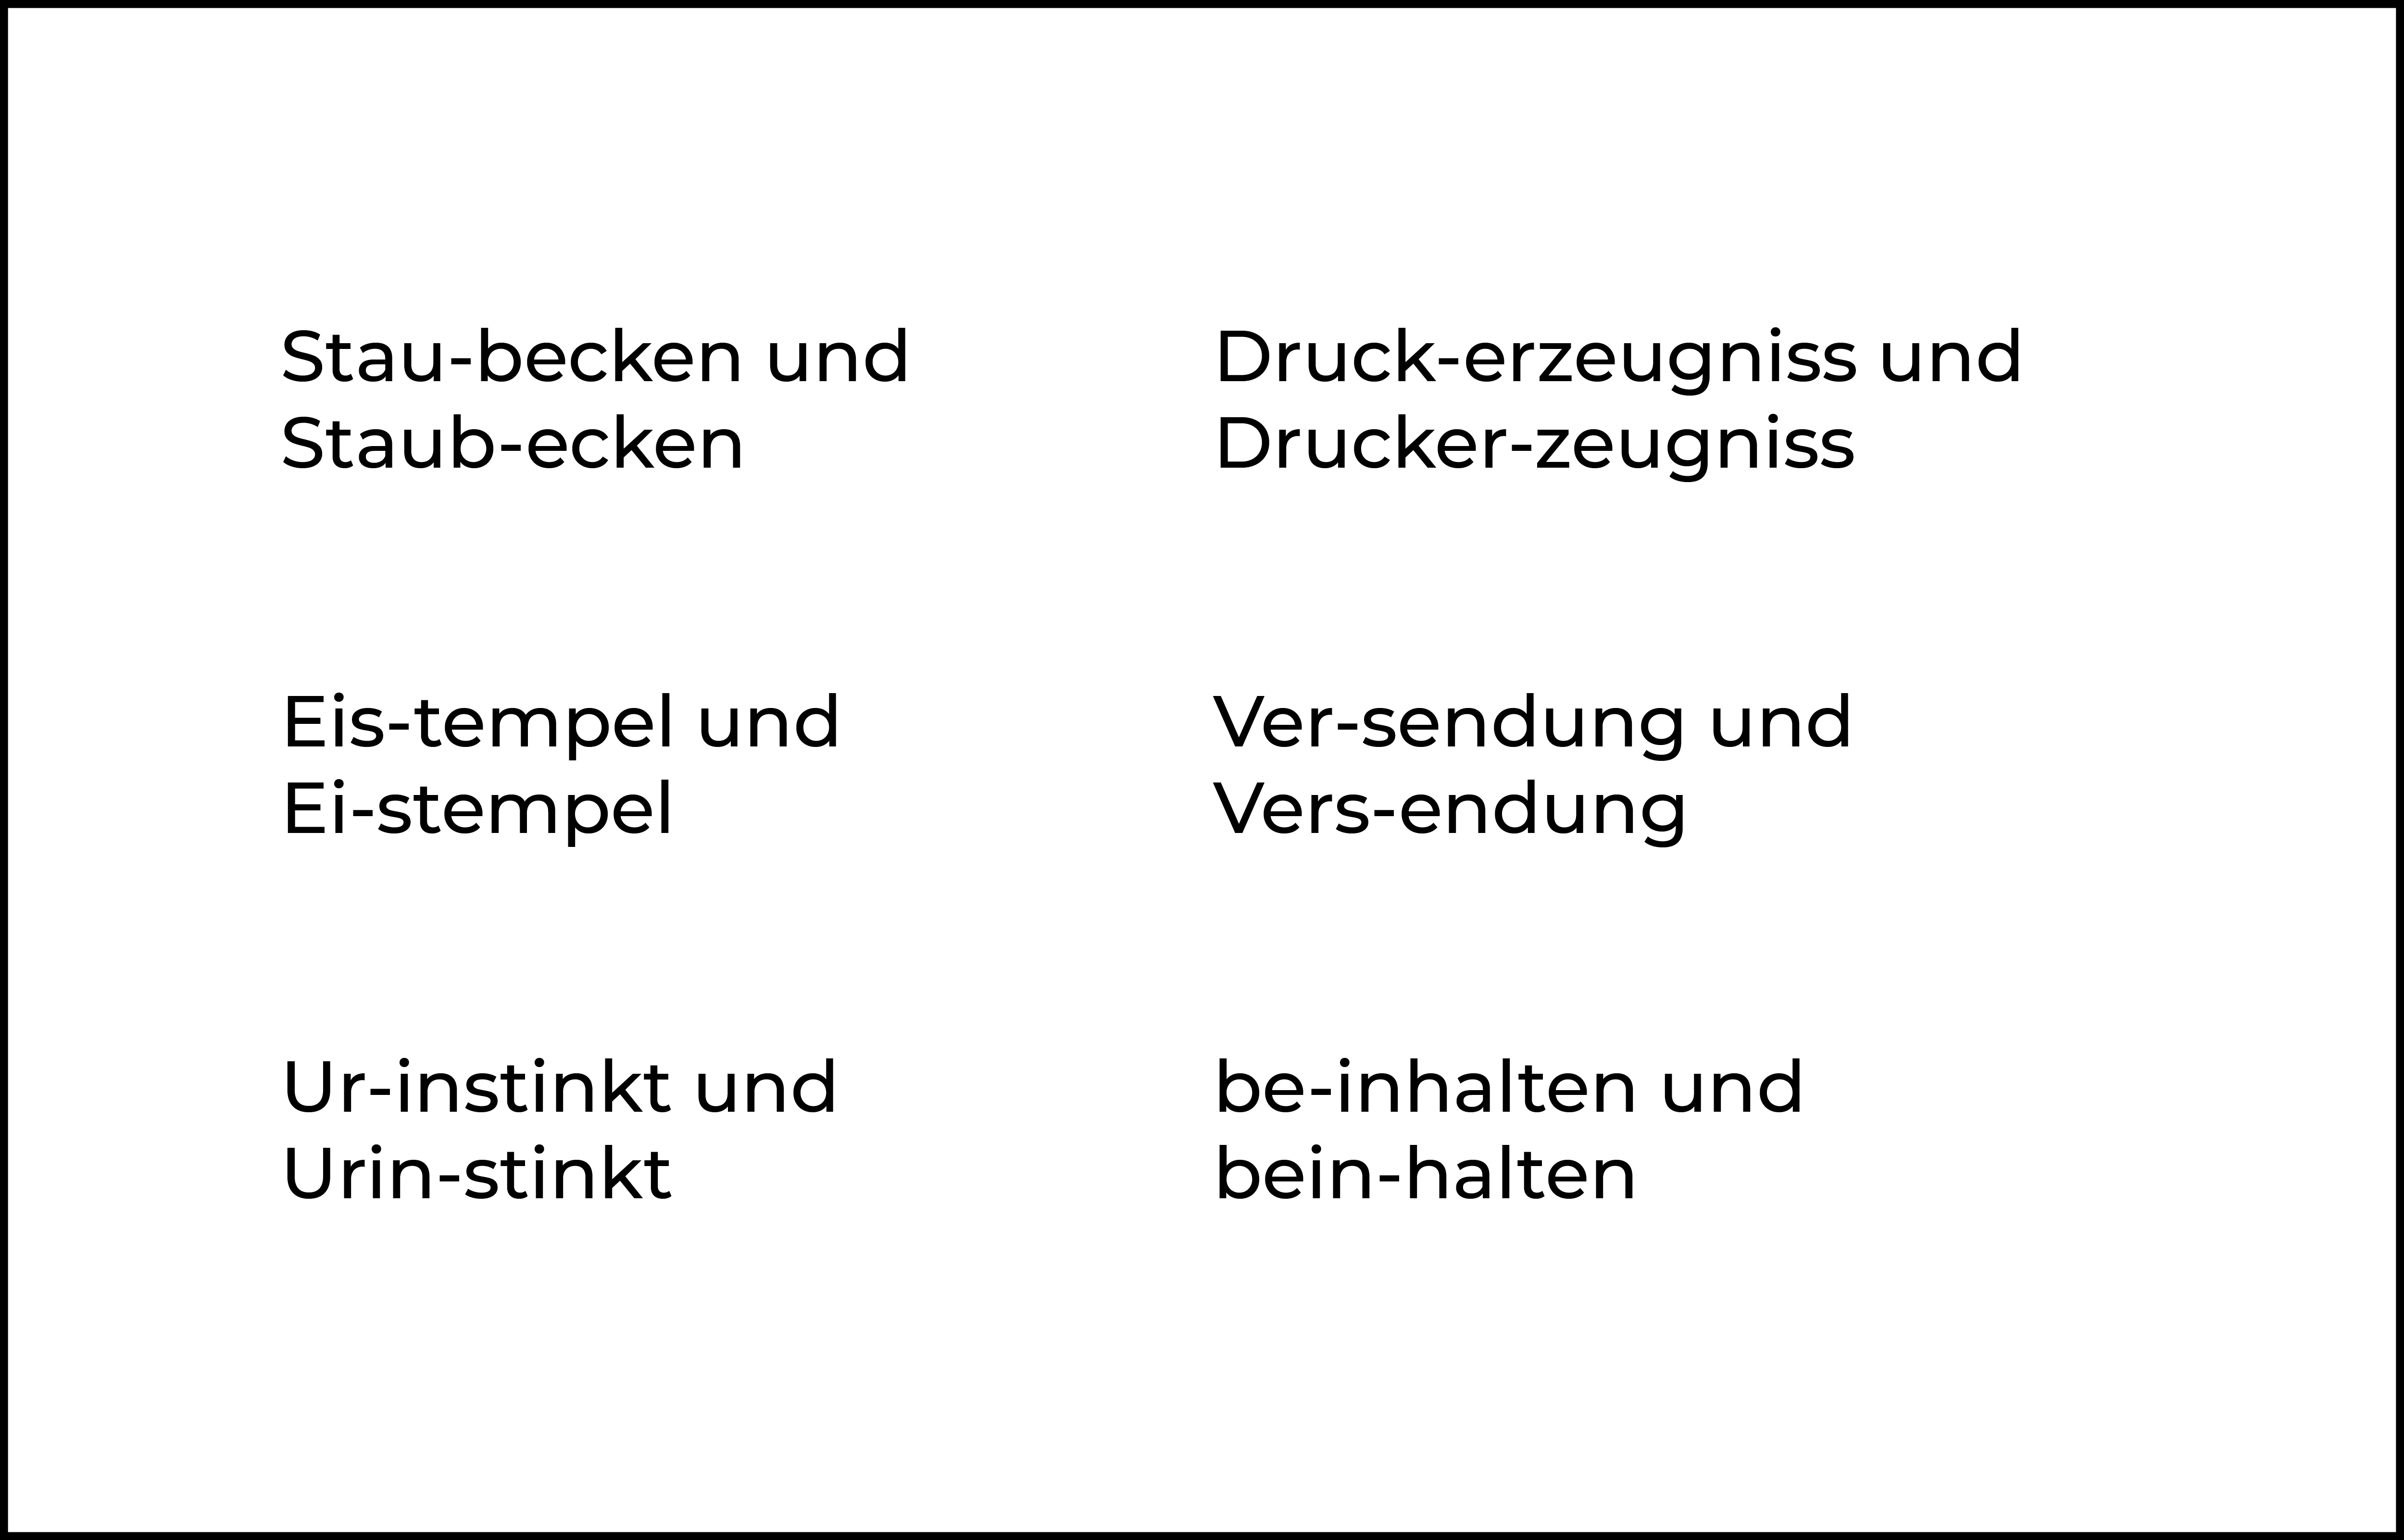 Stau-becken und
Staub-ecken
Druck-erzeugniss und
Drucker-zeugniss
Eis-tempel und
Ei-stempel
Ver-sendung und
Vers-endung
Ur-instinkt und
Urin-stinkt
be-inhalten und
bein-halten